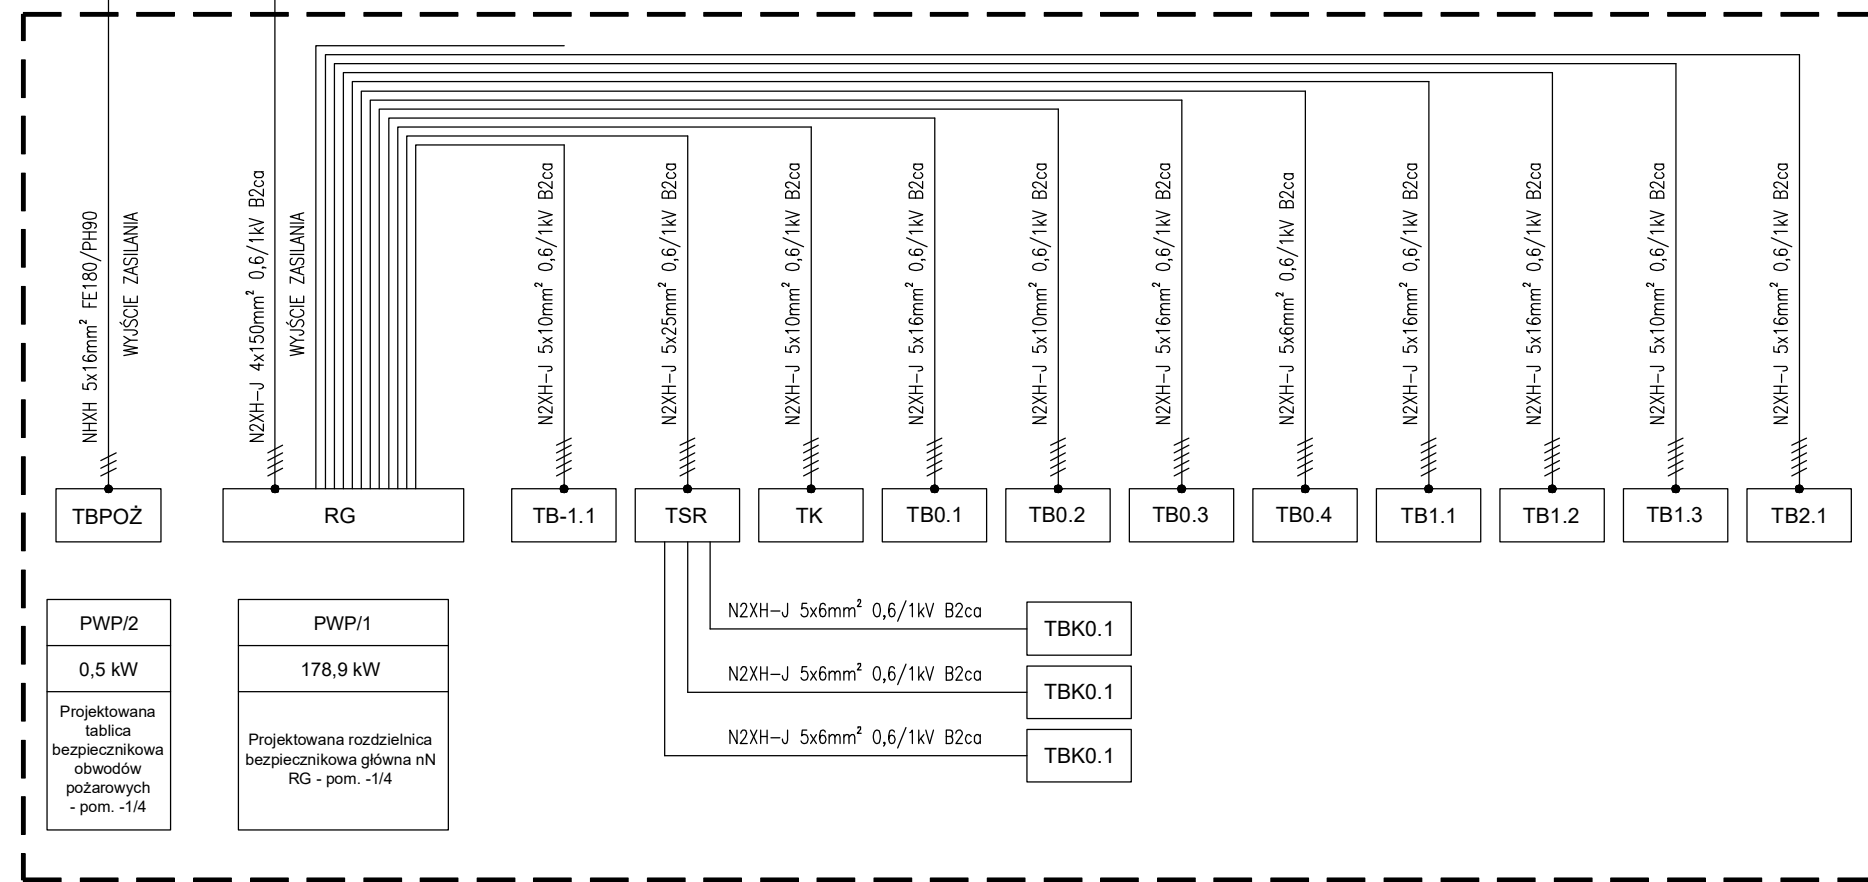 NHXH 5x16mm² FE180/PH90
WYJŚCIE ZASILANIA
N2XH-J 4x150mm² 0,6/1kV B2ca
WYJŚCIE ZASILANIA
N2XH-J 5x10mm² 0,6/1kV B2ca
N2XH-J 5x25mm² 0,6/1kV B2ca
N2XH-J 5x10mm² 0,6/1kV B2ca
N2XH-J 5x16mm² 0,6/1kV B2ca
N2XH-J 5x10mm² 0,6/1kV B2ca
N2XH-J 5x16mm² 0,6/1kV B2ca
N2XH-J 5x6mm² 0,6/1kV B2ca
N2XH-J 5x16mm² 0,6/1kV B2ca
N2XH-J 5x16mm² 0,6/1kV B2ca
N2XH-J 5x10mm² 0,6/1kV B2ca
N2XH-J 5x16mm² 0,6/1kV B2ca
TBPOŻ
RG
TB-1.1
TSR
TK
TB0.1
TB0.2
TB0.3
TB0.4
TB1.1
TB1.2
TB1.3
TB2.1
PWP/2
0,5 kW
Projektowana
tablica
bezpiecznikowa
obwodów
pożarowych
- pom. -1/4
PWP/1
178,9 kW
Projektowana rozdzielnica
bezpiecznikowa główna nN
RG - pom. -1/4
N2XH-J 5x6mm² 0,6/1kV B2ca
TBK0.1
N2XH-J 5x6mm² 0,6/1kV B2ca
TBK0.1
N2XH-J 5x6mm² 0,6/1kV B2ca
TBK0.1